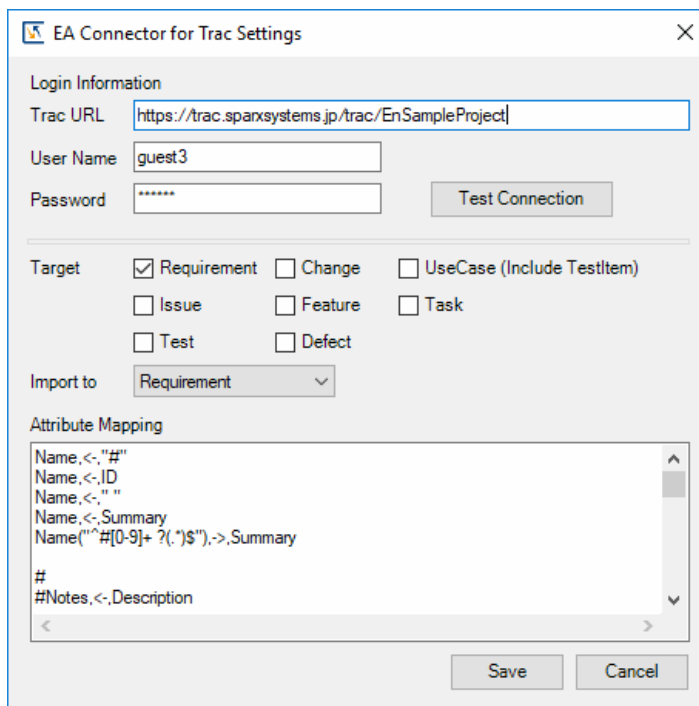 EA Connector for Trac Settings
Login Information
Trac URL https://trac.sparxsystems.jp/trac/EnSampleProject
User Name guest3
Password ******
Test Connection
Target Requirement Change UseCase (Include TestItem)
Issue Feature Task
Test Defect
Import to Requirement
Attribute Mapping
Name,<-,"#"
Name,<-,ID
Name,<-," "
Name,<-,Summary
Name("^#[0-9]+ ?(.*)$"),->,Summary
#
#Notes,<-,Description
Save Cancel